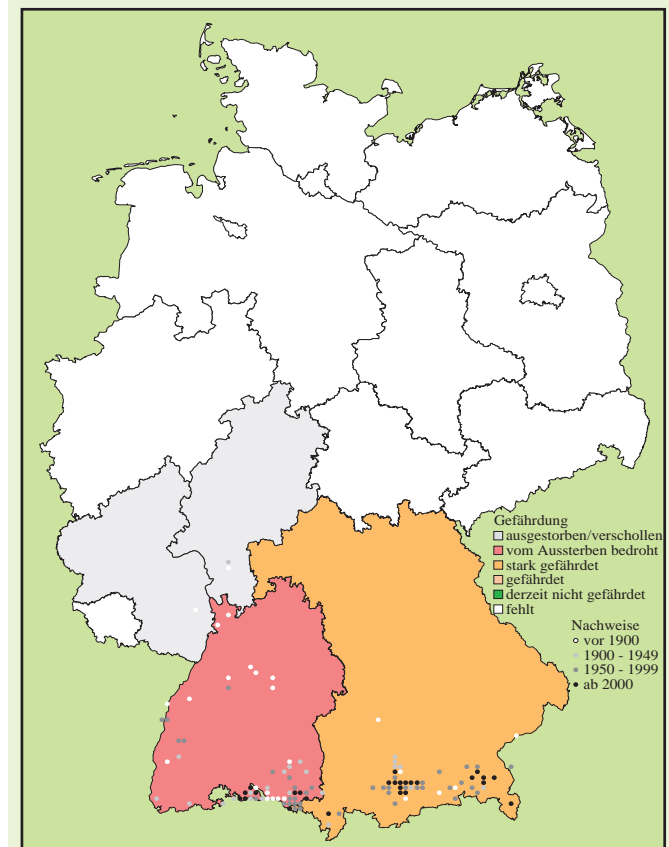 Gefährdung
ausgestorben/verschollen
vom Aussterben bedroht
stark gefährdet
gefährdet
derzeit nicht gefährdet
fehlt
Nachweise
vor 1900
1900 - 1949
1950 - 1999
ab 2000